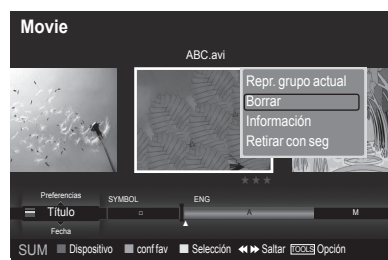 Movie
ABC.avi
Repr. grupo actual
Borrar
Información
Retirar con seg
Preferencias
SYMBOL ENG
Título A M
Fecha
SUM Dispositivo conf fav Selección Saltar TOOLS Opción